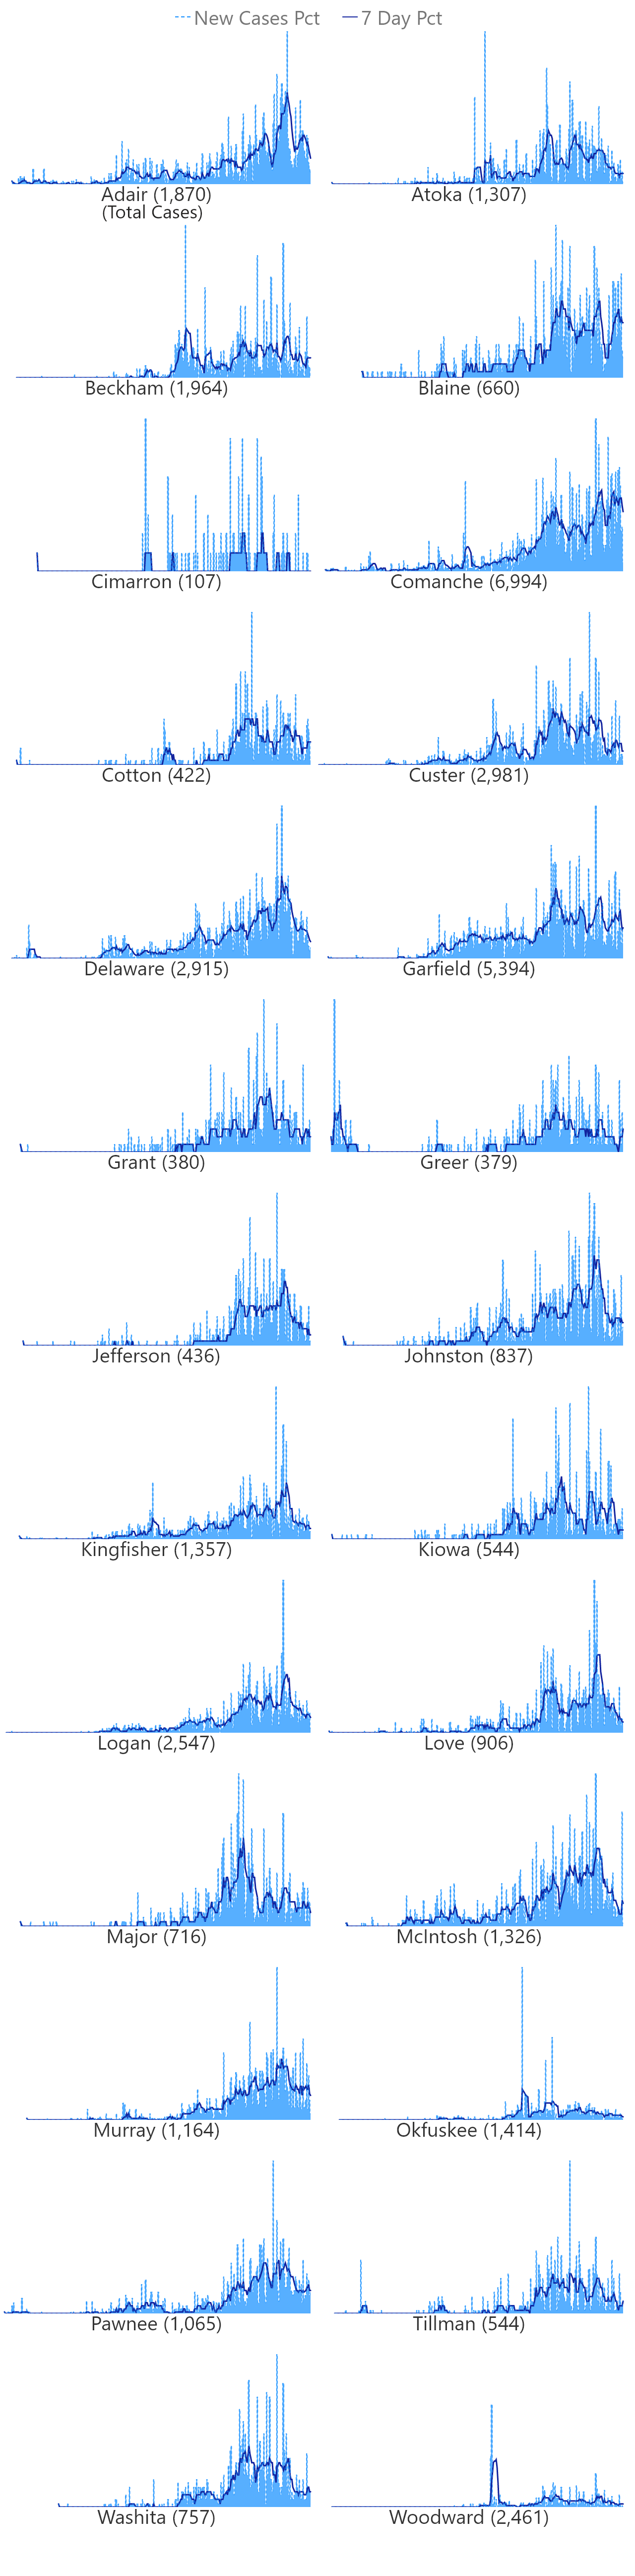 New Cases Pct 7 Day Pct
Adair (1,870) Atoka (1,307)
(Total Cases)
Beckham (1,964) Blaine (660)
Cimarron (107) Comanche (6,994)
Cotton (422) Custer (2,981)
Delaware (2,915) Garfield (5,394)
Grant (380) Greer (379)
Jefferson (436) Johnston (837)
Kingfisher (1,357) Kiowa (544)
Logan (2,547) Love (906)
Major (716) McIntosh (1,326)
Murray (1,164) Okfuskee (1,414)
Pawnee (1,065) Tillman (544)
Washita (757) Woodward (2,461)